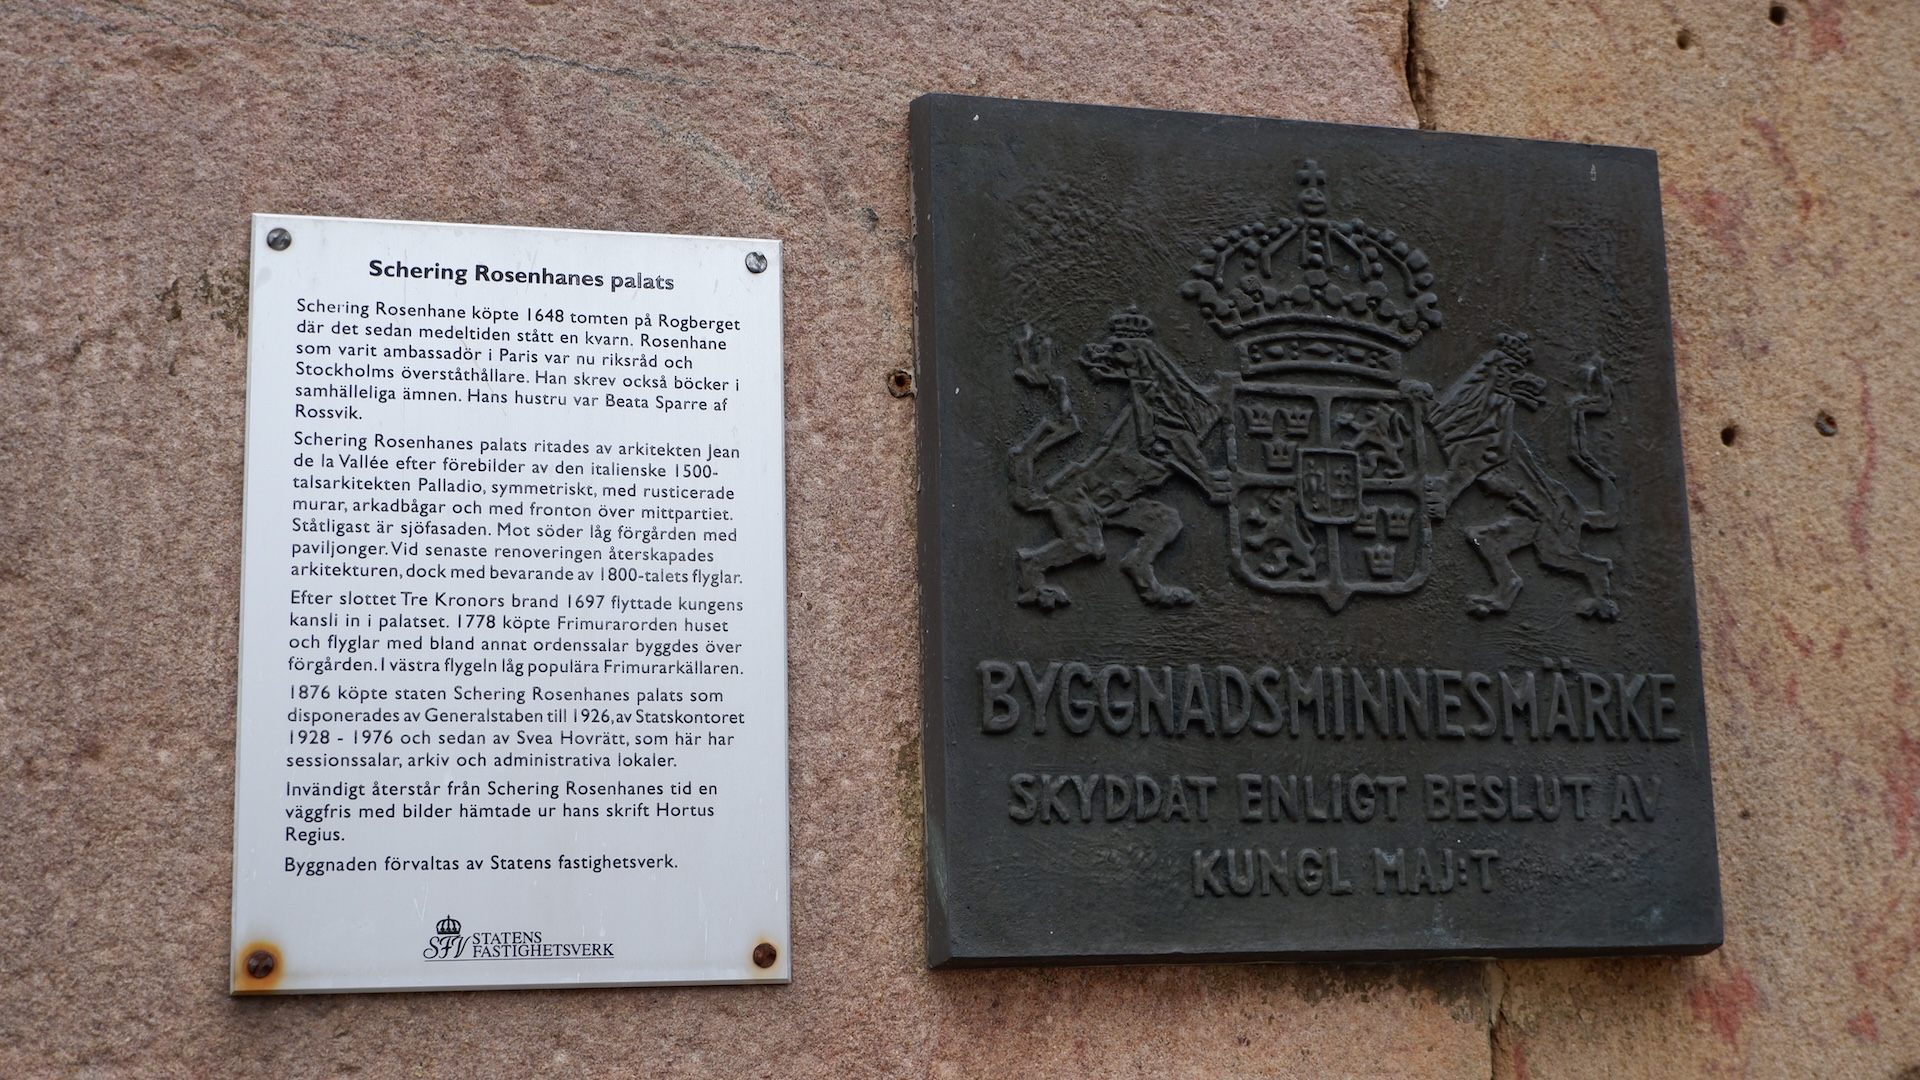 Schering Rosenhanes palats
Schering Rosenhane köpte 1648 tomten på Rogberget
där det sedan medeltiden stått en kvarn. Rosenhane
som varit ambassadör i Paris var nu riksråd och
Stockholms överståthållare. Han skrev också böcker i
samhälleliga ämnen. Hans hustru var Beata Sparre af
Rossvik.
Schering Rosenhanes palats ritades av arkitekten Jean
de la Vallée efter förebilder av den italienske 1500-
talsarkitekten Palladio, symmetriskt, med rusticerade
murar, arkadbågar och med fronton över mittpartiet.
Ståtligast är sjöfasaden. Mot söder låg förgården med
paviljonger. Vid senaste renoveringen återskapades
arkitekturen, dock med bevarande av 1800-talets flyglar.
Efter slottet Tre Kronors brand 1697 flyttade kungens
kansli in i palatset. 1778 köpte Frimurarorden huset
och flyglar med bland annat ordenssalar byggdes över
förgården. I västra flygeln låg populära Frimurarkällaren.
1876 köpte staten Schering Rosenhanes palats som
disponerades av Generalstaben till 1926, av Statskontoret
1928 - 1976 och sedan av Svea Hovrätt, som här har
sessionssalar, arkiv och administrativa lokaler.
Invändigt återstår från Schering Rosenhanes tid en
väggfris med bilder hämtade ur hans skrift Hortus
Regius.
Byggnaden förvaltas av Statens fastighetsverk.
SFV STATENS
FASTIGHETSVERK
BYGGNADSMINNESMÄRKE
SKYDDAT ENLIGT BESLUT AV
KUNGL MAJ:T